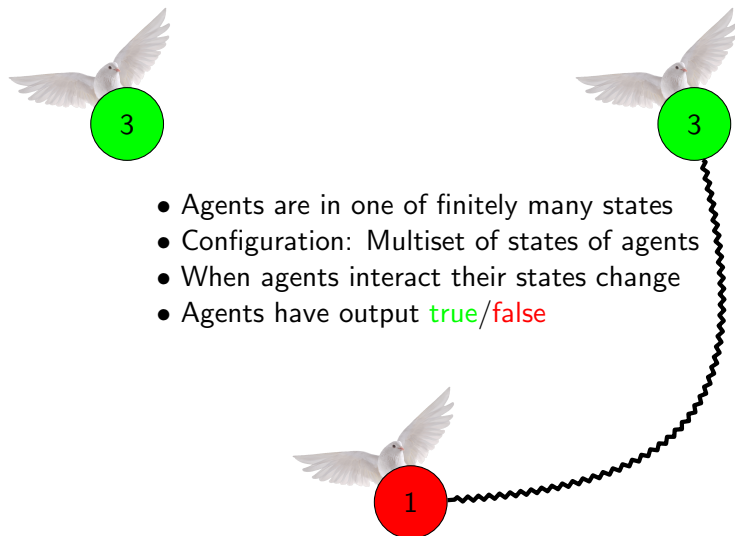 3
3
• Agents are in one of finitely many states
• Configuration: Multiset of states of agents
• When agents interact their states change
• Agents have output true/false
1